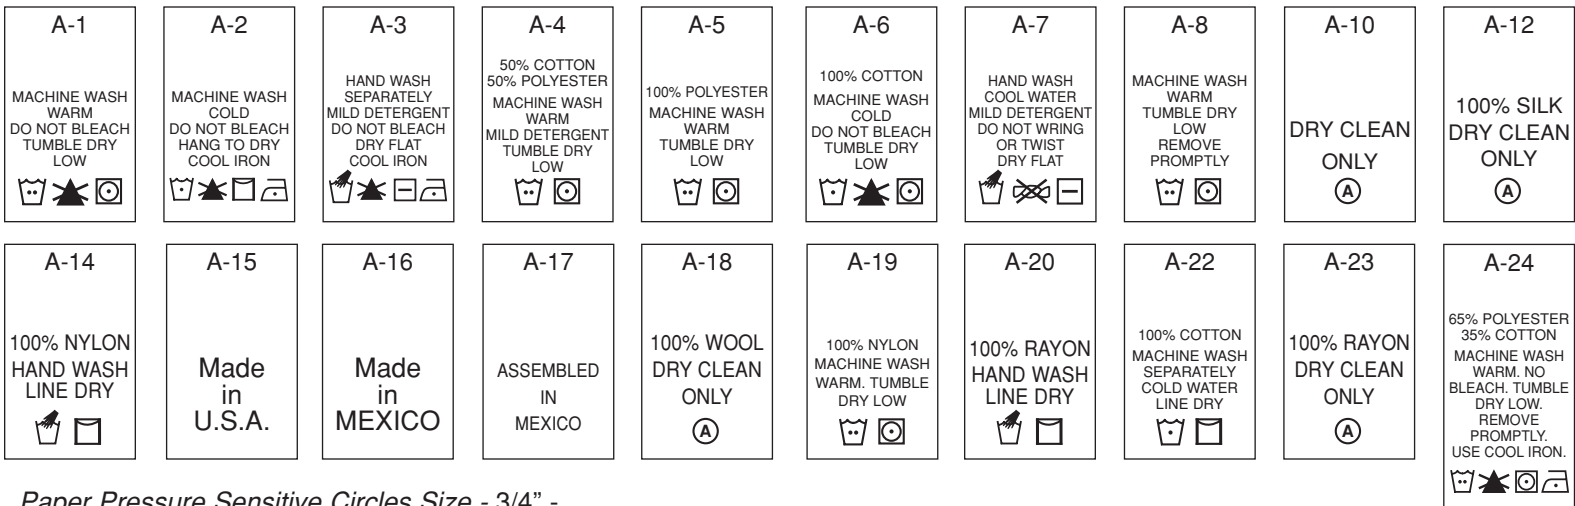 A-1
MACHINE WASH
WARM
DO NOT BLEACH
TUMBLE DRY
LOW
A-2
MACHINE WASH
COLD
DO NOT BLEACH
HANG TO DRY
COOL IRON
A-3
HAND WASH
SEPARATELY
MILD DETERGENT
DO NOT BLEACH
DRY FLAT
COOL IRON
A-4
50% COTTON
50% POLYESTER
MACHINE WASH
WARM
MILD DETERGENT
TUMBLE DRY
LOW
A-5
100% POLYESTER
MACHINE WASH
WARM
TUMBLE DRY
LOW
A-6
100% COTTON
MACHINE WASH
COLD
DO NOT BLEACH
TUMBLE DRY
LOW
A-7
HAND WASH
COOL WATER
MILD DETERGENT
DO NOT WRING
OR TWIST
DRY FLAT
A-8
MACHINE WASH
WARM
TUMBLE DRY
LOW
REMOVE
PROMPTLY
A-10
DRY CLEAN
ONLY
A
A-12
100% SILK
DRY CLEAN
ONLY
A
A-14
100% NYLON
HAND WASH
LINE DRY
A-15
Made
in
U.S.A.
A-16
Made
in
MEXICO
A-17
ASSEMBLED
IN
MEXICO
A-18
100% WOOL
DRY CLEAN
ONLY
A
A-19
100% NYLON
MACHINE WASH
WARM. TUMBLE
DRY LOW
A-20
100% RAYON
HAND WASH
LINE DRY
A-22
100% COTTON
MACHINE WASH
SEPARATELY
COLD WATER
LINE DRY
A-23
100% RAYON
DRY CLEAN
ONLY
A
A-24
65% POLYESTER
35% COTTON
MACHINE WASH
WARM. NO
BLEACH. TUMBLE
DRY LOW.
REMOVE
PROMPTLY.
USE COOL IRON.
Paper Pressure Sensitive Circles Size - 3/4" -